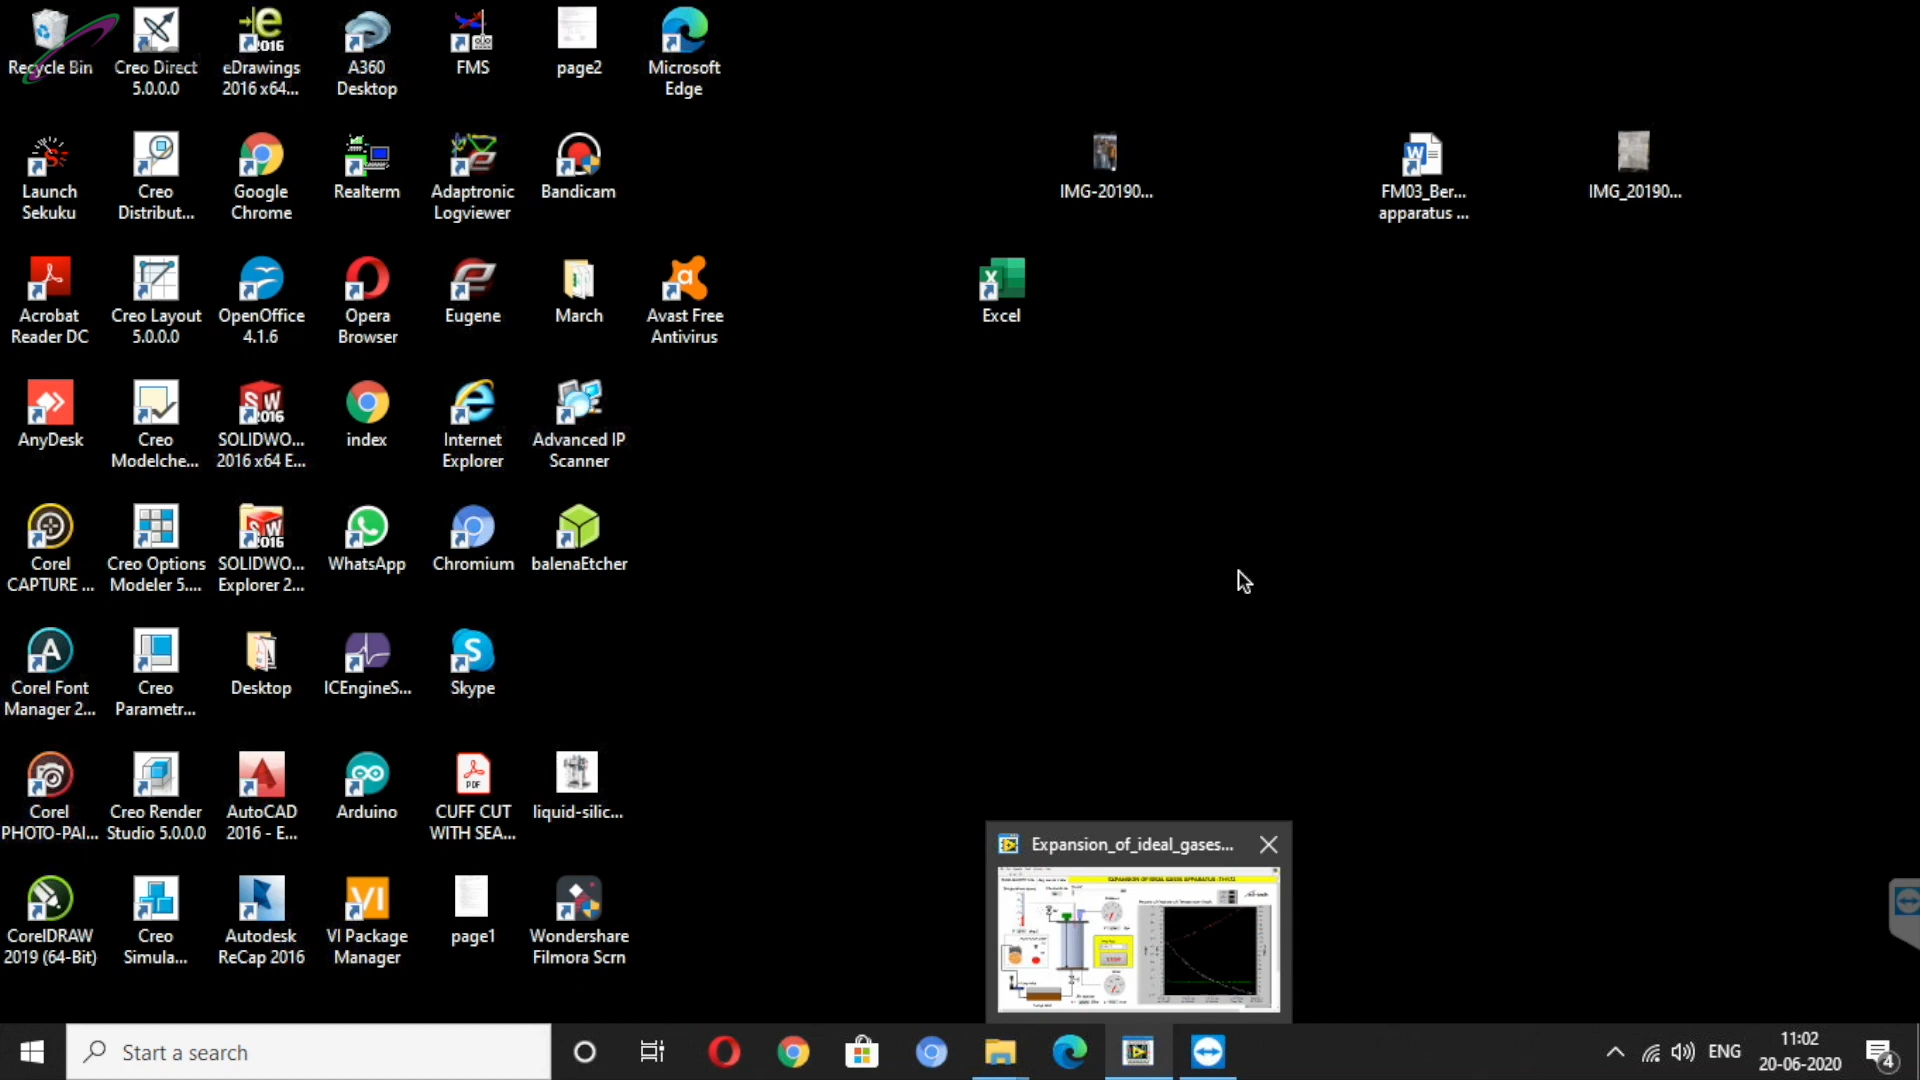 Recycle Bin
Creo Direct
5.0.0.0
eDrawings
2016 x64...
A360
Desktop
FMS
page2
Microsoft
Edge
Launch
Sekuku
Creo
Distribut...
Google
Chrome
Realterm
Adaptronic
Logviewer
Bandicam
IMG-20190...
FM03_Ber...
apparatus ...
IMG_20190...
Acrobat
Reader DC
Creo Layout
5.0.0.0
OpenOffice
4.1.6
Opera
Browser
Eugene
March
Avast Free
Antivirus
Excel
AnyDesk
Creo
Modelche...
SOLIDWO...
2016 x64 E...
index
Internet
Explorer
Advanced IP
Scanner
Corel
CAPTURE ...
Creo Options
Modeler 5....
SOLIDWO...
Explorer 2...
WhatsApp
Chromium
balenaEtcher
Corel Font
Manager 2...
Creo
Parametr...
Desktop
ICEngineS...
Skype
Corel
PHOTO-PAI...
Creo Render
Studio 5.0.0.0
AutoCAD
2016 - E...
Arduino
CUFF CUT
WITH SEA...
liquid-silic...
CorelDRAW
2019 (64-Bit)
Creo
Simula...
Autodesk
ReCap 2016
VI Package
Manager
page1
Wondershare
Filmora Scrn
Expansion_of_ideal_gases...
STOP
Start a search
ENG
11:02
20-06-2020
4